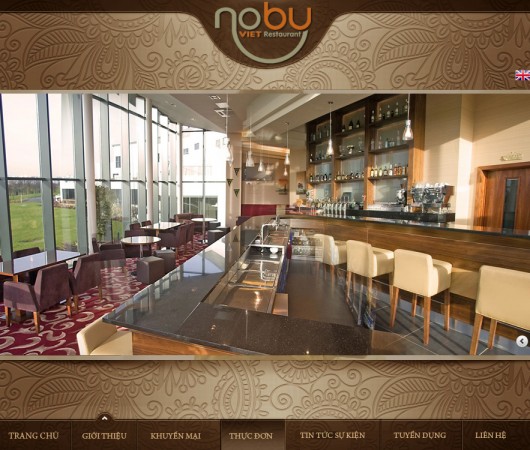 nobu
VIET Restaurant
TRANG CHỦ GIỚI THIỆU KHUYẾN MẠI THỰC ĐƠN TIN TỨC SỰ KIỆN TUYỂN DỤNG LIÊN HỆ